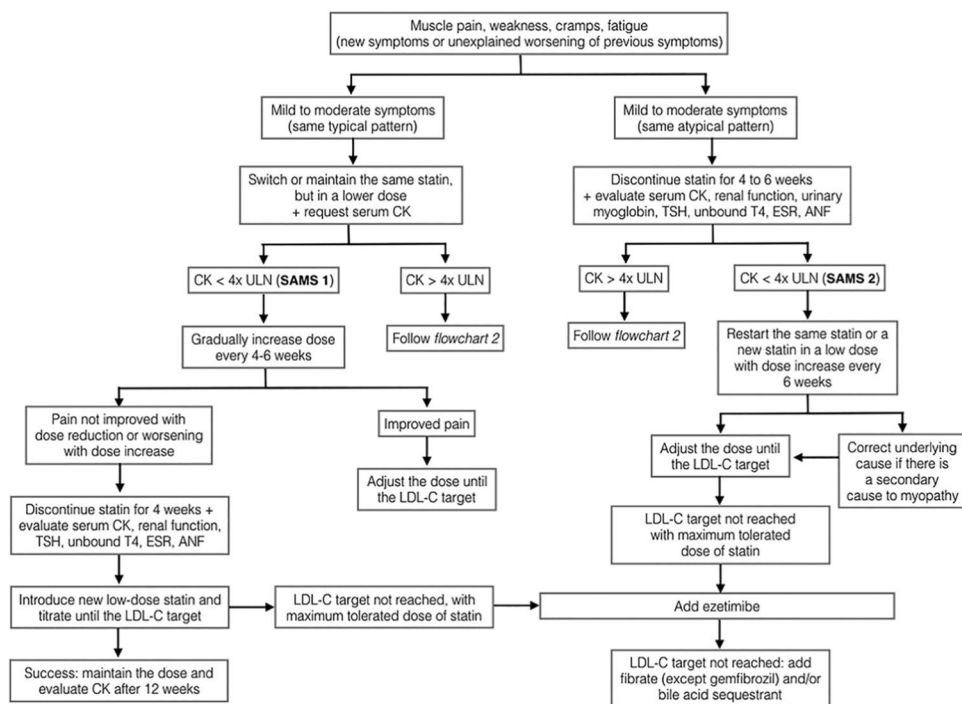 Muscle pain, weakness, cramps, fatigue
(new symptoms or unexplained worsening of previous symptoms)
Mild to moderate symptoms
(same typical pattern)
Mild to moderate symptoms
(same atypical pattern)
Switch or maintain the same statin,
but in a lower dose
+ request serum CK
Discontinue statin for 4 to 6 weeks
+ evaluate serum CK, renal function, urinary
myoglobin, TSH, unbound T4, ESR, ANF
CK < 4x ULN (SAMS 1)
CK > 4x ULN
CK > 4x ULN
CK < 4x ULN (SAMS 2)
Gradually increase dose
every 4-6 weeks
Follow flowchart 2
Follow flowchart 2
Restart the same statin or a
new statin in a low dose
with dose increase every
6 weeks
Pain not improved with
dose reduction or worsening
with dose increase
Improved pain
Adjust the dose until
the LDL-C target
Adjust the dose until
the LDL-C target
Correct underlying
cause if there is
a secondary
cause to myopathy
Discontinue statin for 4 weeks +
evaluate serum CK, renal function,
TSH, unbound T4, ESR, ANF
LDL-C target not reached
with maximum tolerated
dose of statin
Introduce new low-dose statin and
titrate until the LDL-C target
LDL-C target not reached, with
maximum tolerated dose of statin
Add ezetimibe
Success: maintain the dose and
evaluate CK after 12 weeks
LDL-C target not reached: add
fibrate (except gemfibrozil) and/or
bile acid sequestrant